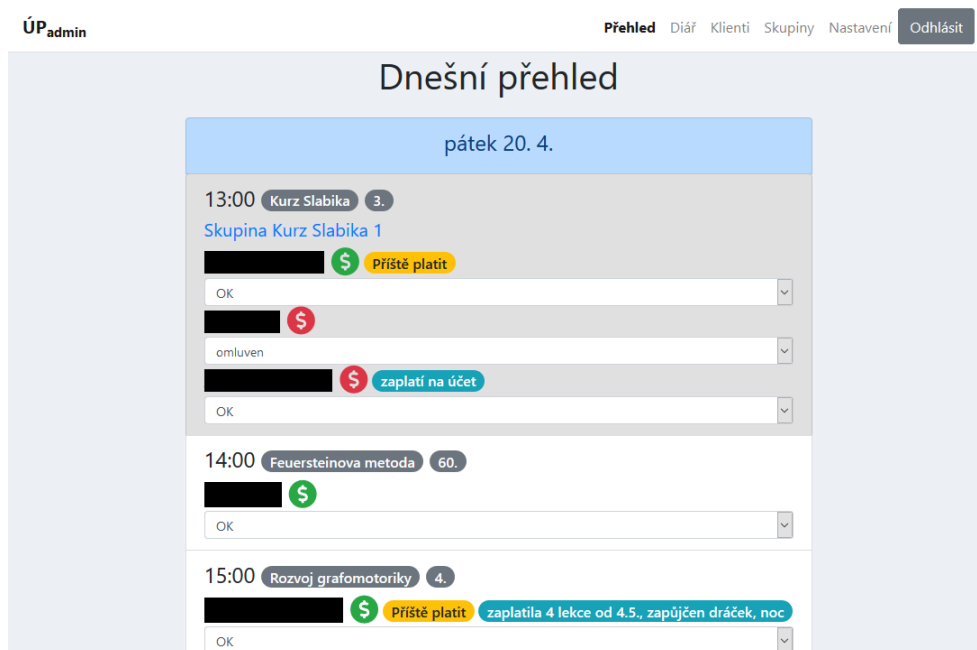 ÚPadmin Přehled Diář Klienti Skupiny Nastavení Odhlásit
Dnešní přehled
pátek 20. 4.
13:00 Kurz Slabika 3.
Skupina Kurz Slabika 1
$ Příště platit
OK
$
omluven
$ zaplatí na účet
OK
14:00 Feuersteinova metoda 60.
$
OK
15:00 Rozvoj grafomotoriky 4.
$ Příště platit zaplatila 4 lekce od 4.5., zapůjčen dráček, noc
OK